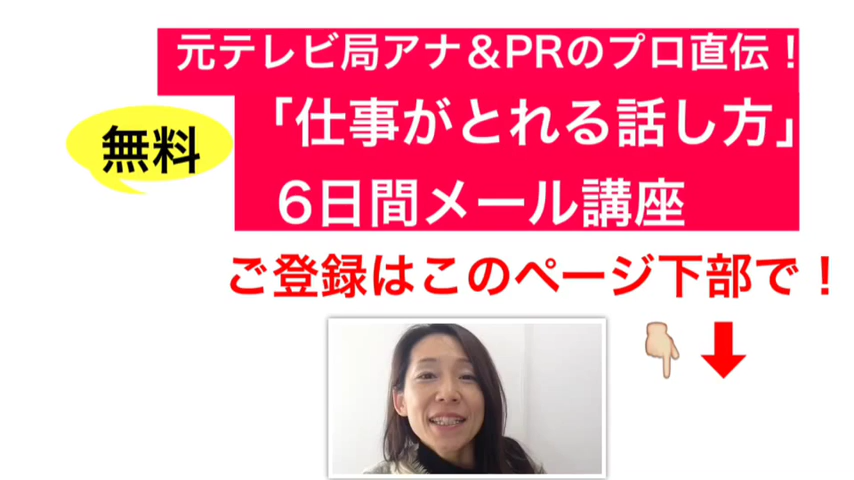 元テレビ局アナ＆PRのプロ直伝！
無料
「仕事がとれる話し方」
6日間メール講座
ご登録はこのページ下部で！